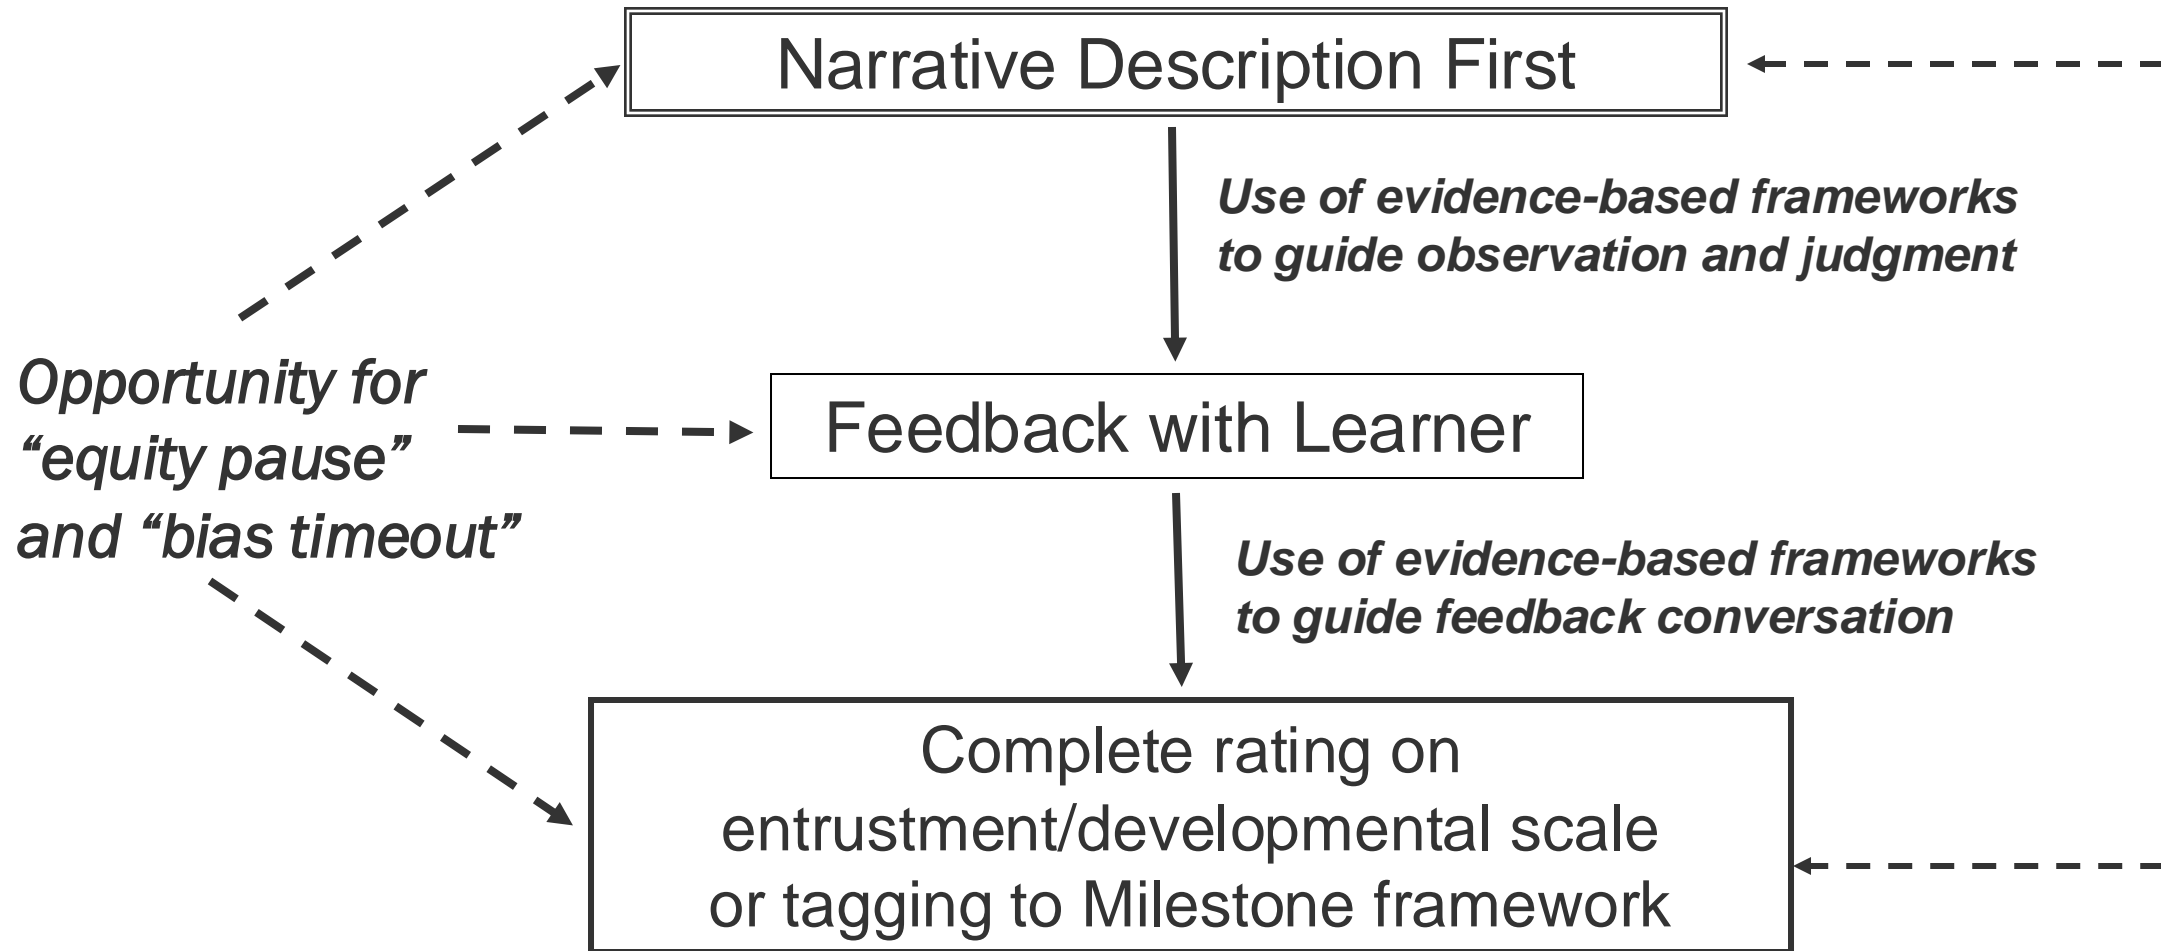 Narrative Description First
Use of evidence-based frameworks
to guide observation and judgment
Opportunity for
“equity pause”
and “bias timeout”
Feedback with Learner
Use of evidence-based frameworks
to guide feedback conversation
Complete rating on
entrustment/developmental scale
or tagging to Milestone framework